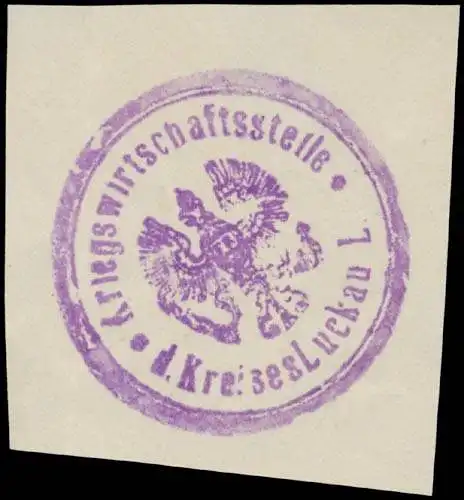 Kriegswirtschaftsstelle
d. Kreises Luckau L